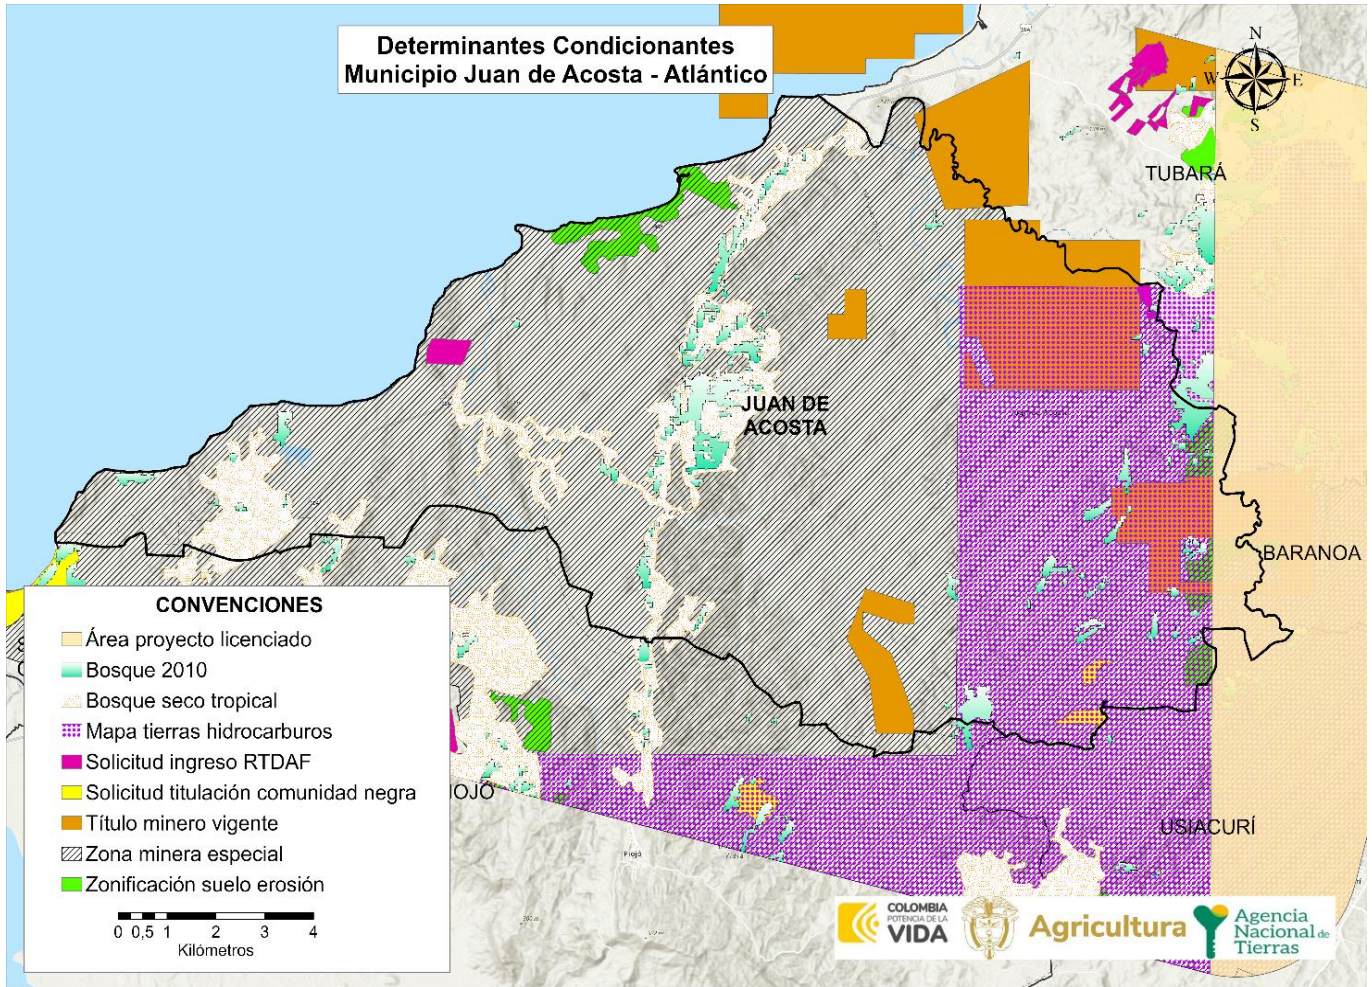 Determinantes Condicionantes
Municipio Juan de Acosta - Atlántico
N
W
E
S
TUBARÁ
JUAN DE
ACOSTA
BARANOA
CONVENCIONES
Área proyecto licenciado
Bosque 2010
Bosque seco tropical
Mapa tierras hidrocarburos
Solicitud ingreso RTDAF
Solicitud titulación comunidad negra
Título minero vigente
Zona minera especial
Zonificación suelo erosión
0 0,5 1 2 3 4
Kilómetros
OJÓ
USIACURÍ
Piojó
COLOMBIA
POTENCIA DE LA
VIDA
Agricultura
Agencia
Nacional de
Tierras